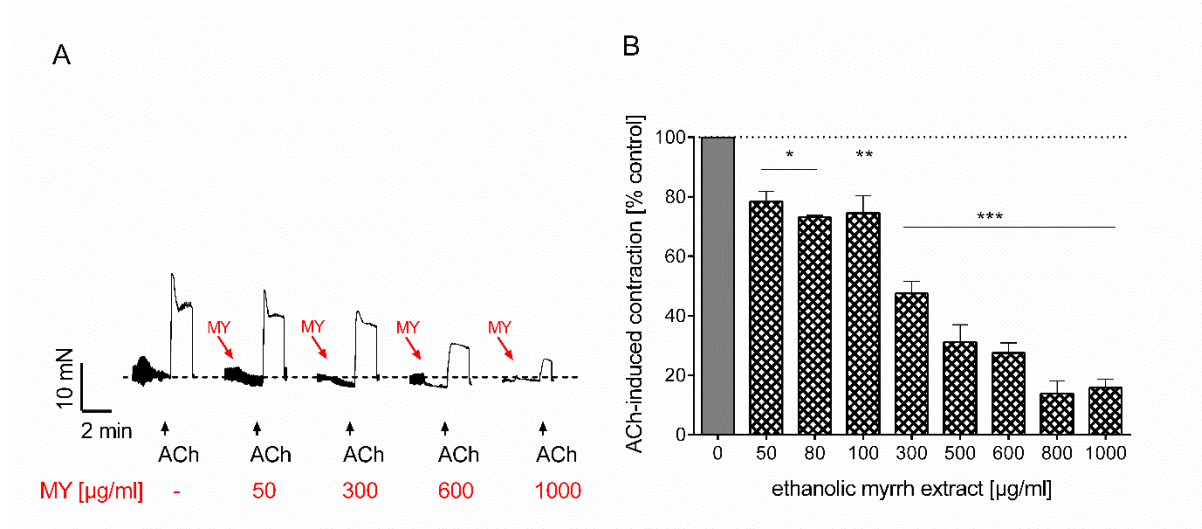 A
MY
MY
MY
MY
10 mN
2 min
ACh ACh ACh ACh ACh
MY [µg/ml] - 50 300 600 1000
B
ACh-induced contraction [% control]
100
80
60
40
20
0
*
**
***
0 50 80 100 300 500 600 800 1000
ethanolic myrrh extract [µg/ml]